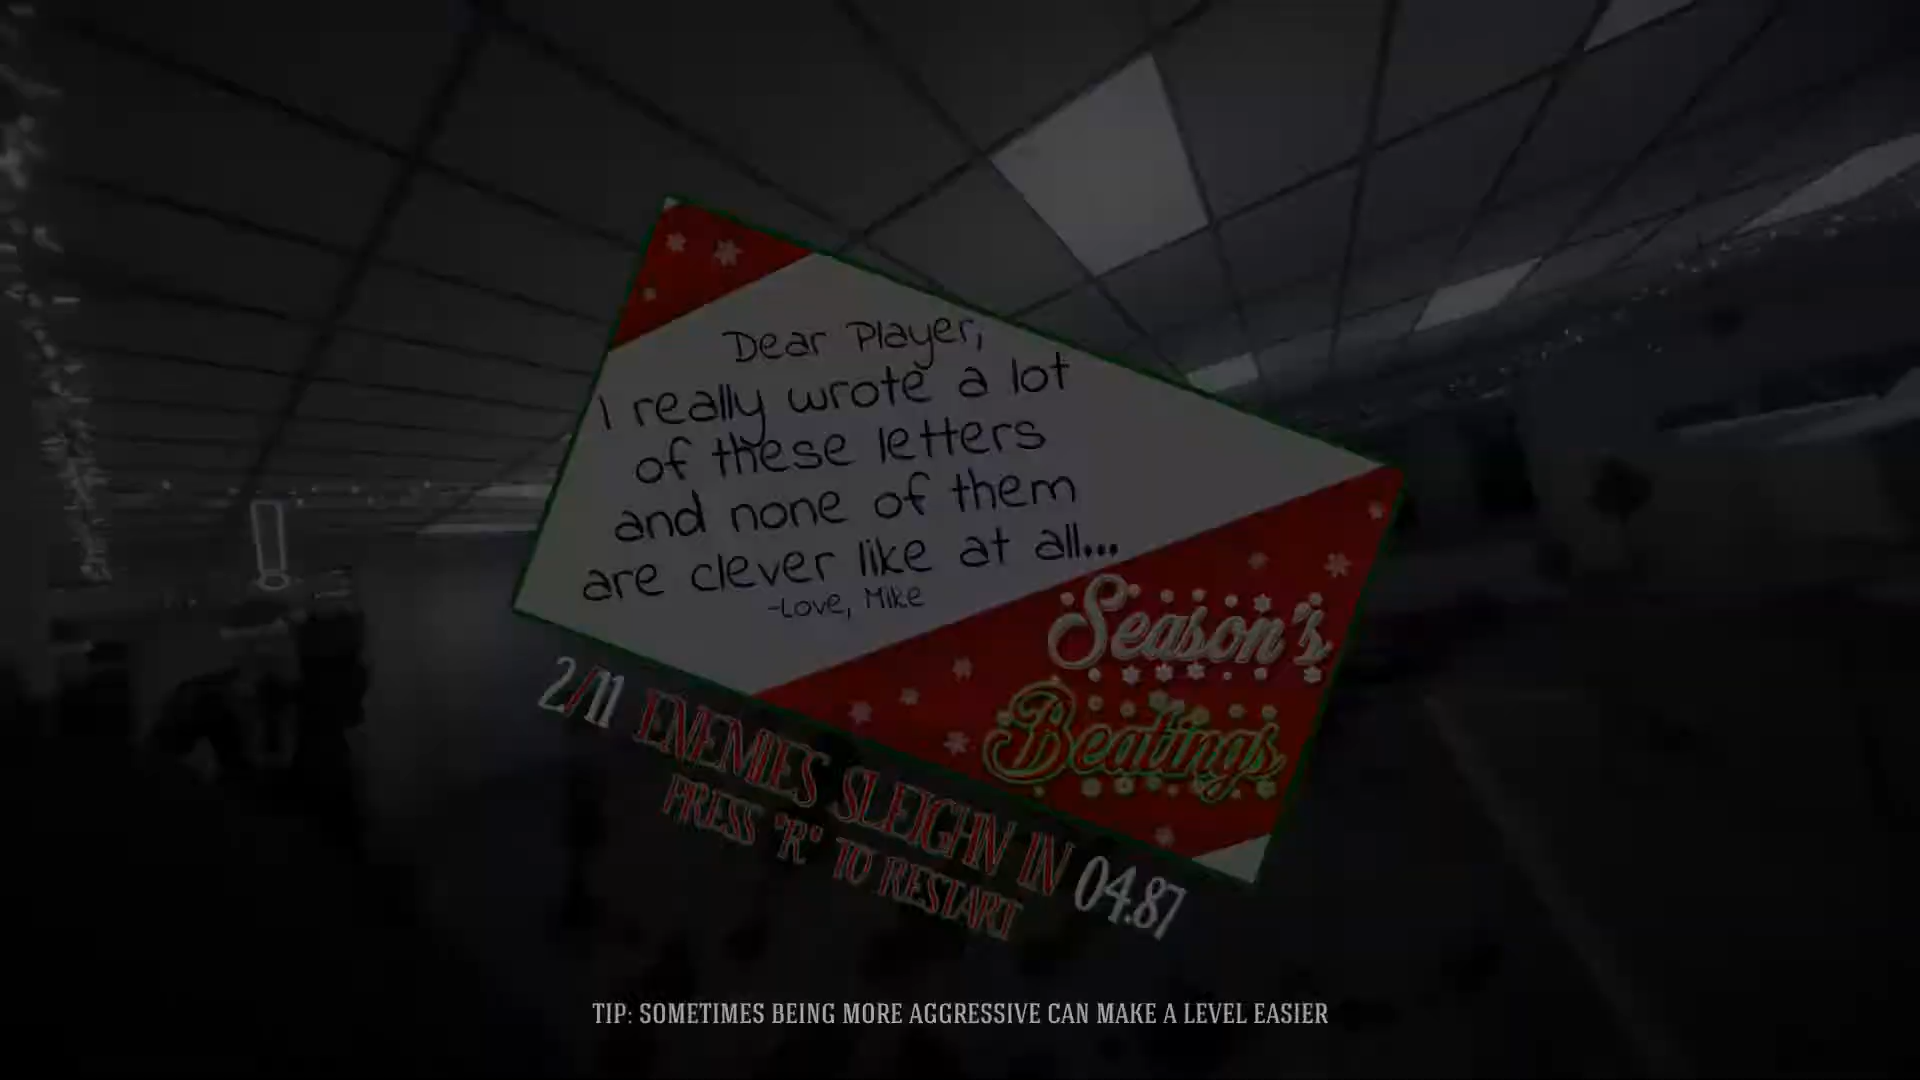 Dear Player,
I really wrote a lot
of these letters
and none of them
are clever like at all...
-Love, Mike
Season's
Beatings
2/11 ENEMIES SLEIGHN IN 04.87
PRESS "R" TO RESTART
TIP: SOMETIMES BEING MORE AGGRESSIVE CAN MAKE A LEVEL EASIER